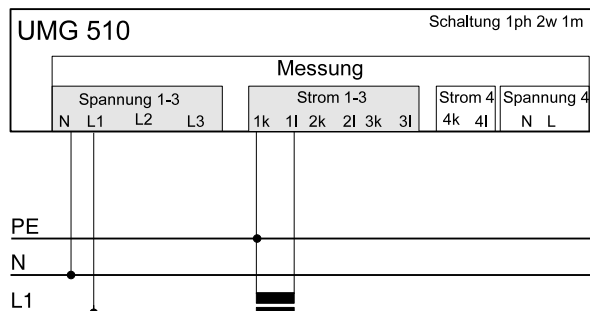 UMG 510
Schaltung 1ph 2w 1m
Messung
Spannung 1-3
Strom 1-3
Strom 4
Spannung 4
N L1 L2 L3
1k 1l 2k 2l 3k 3l
4k 4l
N L
PE
N
L1